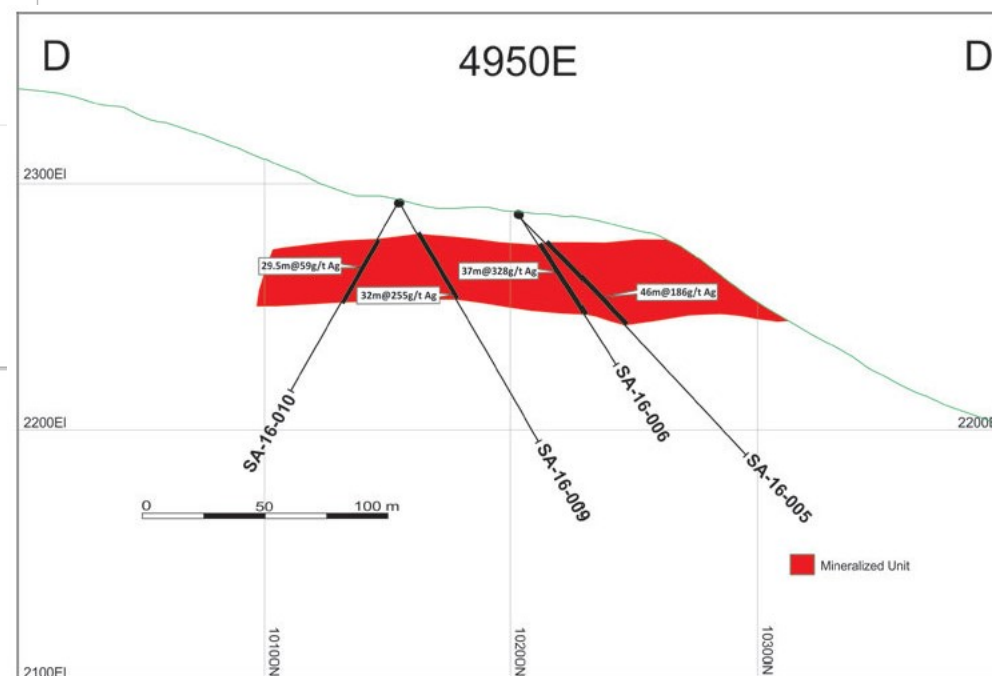 D
4950E
D
2300El
29.5m@59g/t Ag
32m@255g/t Ag
37m@328g/t Ag
46m@186g/t Ag
2200El
2200E
SA-16-010
SA-16-009
SA-16-006
SA-16-005
0 50 100 m
Mineralized Unit
10100N
10200N
10300N
2100El